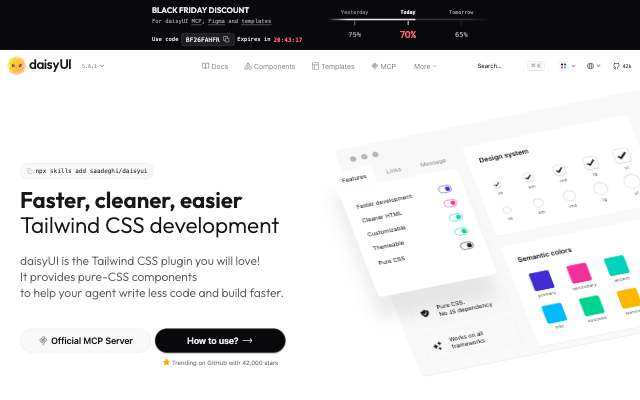 BLACK FRIDAY DISCOUNT
For daisyUI MCP, Figma and templates
Use code BF26FAHFR Expires in 20:43:17
Yesterday Today Tomorrow
75% 70% 65%
daisyUI
Docs Components Templates MCP More
Search…
42k
npx skills add saadeghi/daisyui
Faster, cleaner, easier
Tailwind CSS development
daisyUI is the Tailwind CSS plugin you will love!
It provides pure-CSS components
to help your agent write less code and build faster.
Official MCP Server
How to use? →
Trending on GitHub with 42,000 stars
Features Links Message
Faster development
Cleaner HTML
Customizable
Themeable
Pure CSS
Pure CSS.
No JS dependency
Works on all
frameworks
Design system
xs sm md lg xl
xs sm md lg xl
Semantic colors
primary secondary accent
info success